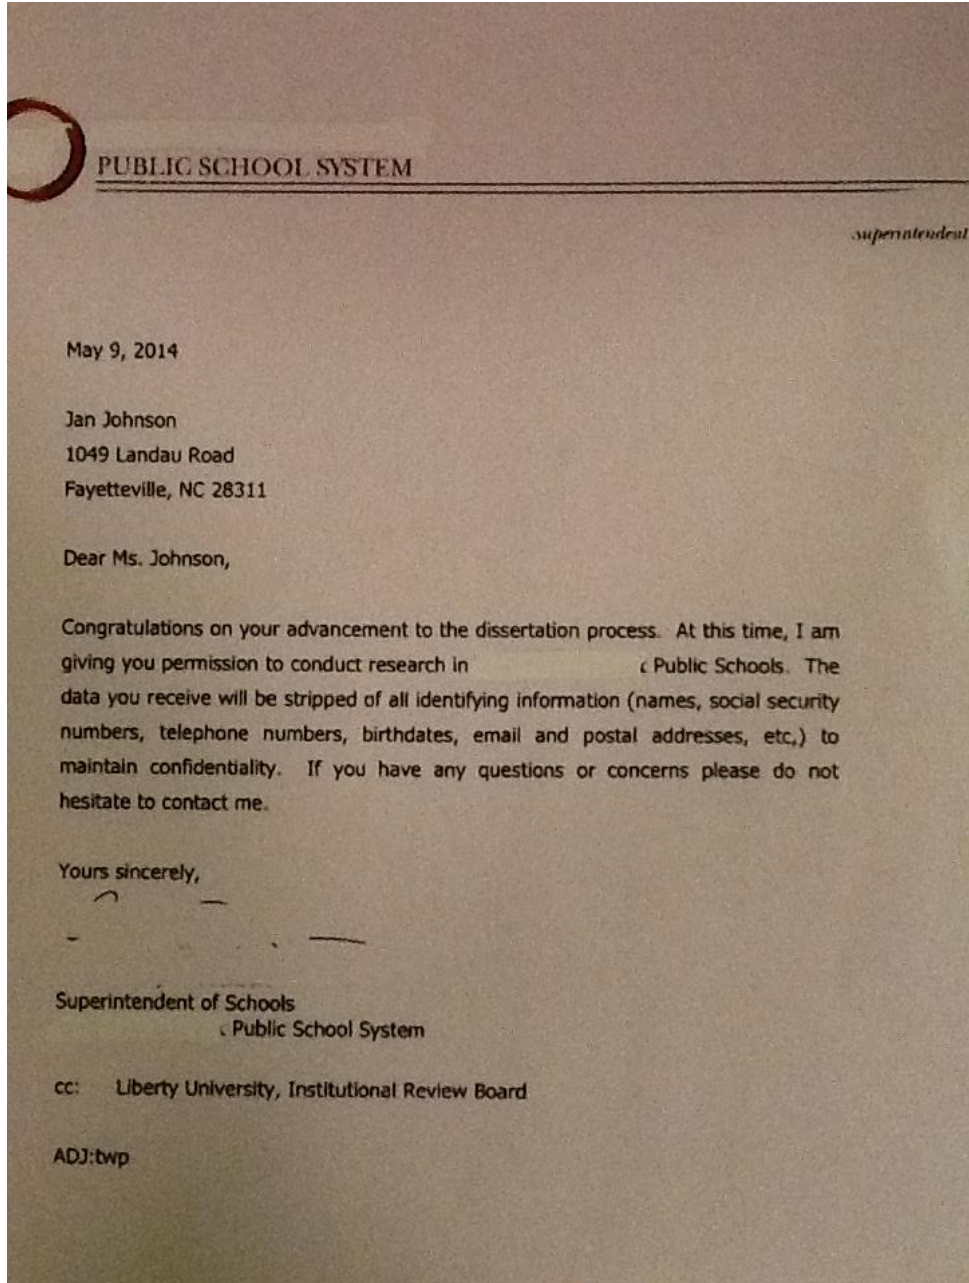 PUBLIC SCHOOL SYSTEM
superintendent
May 9, 2014
Jan Johnson
1049 Landau Road
Fayetteville, NC 28311
Dear Ms. Johnson,
Congratulations on your advancement to the dissertation process. At this time, I am
giving you permission to conduct research in Public Schools. The
data you receive will be stripped of all identifying information (names, social security
numbers, telephone numbers, birthdates, email and postal addresses, etc,) to
maintain confidentiality. If you have any questions or concerns please do not
hesitate to contact me.
Yours sincerely,
Superintendent of Schools
Public School System
cc: Liberty University, Institutional Review Board
ADJ:twp